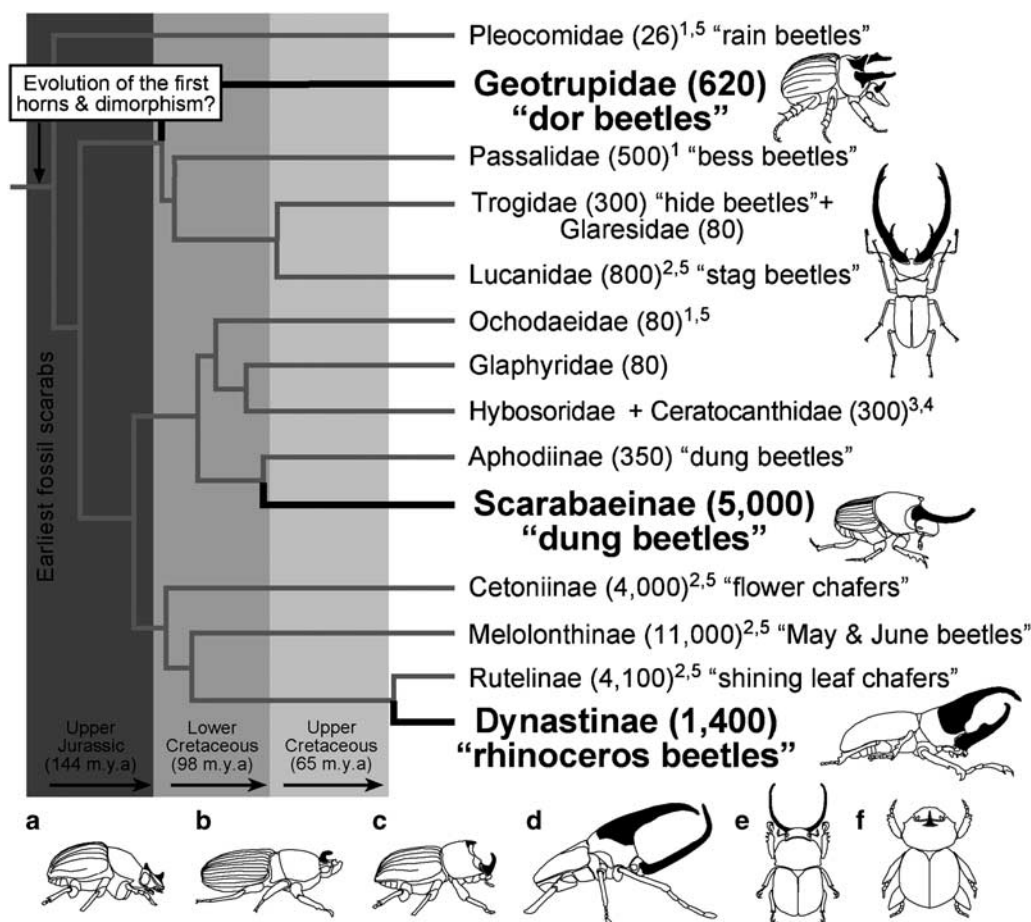 Pleocomidae (26)1,5 “rain beetles”
Evolution of the first
horns & dimorphism?
Geotrupidae (620)
“dor beetles”
Passalidae (500)1 “bess beetles”
Trogidae (300) “hide beetles”+
Glaresidae (80)
Lucanidae (800)2,5 “stag beetles”
Ochodaeidae (80)1,5
Glaphyridae (80)
Hybosoridae + Ceratocanthidae (300)3,4
Aphodiinae (350) “dung beetles”
Scarabaeinae (5,000)
“dung beetles”
Cetoniinae (4,000)2,5 “flower chafers”
Melolonthinae (11,000)2,5 “May & June beetles”
Rutelinae (4,100)2,5 “shining leaf chafers”
Dynastinae (1,400)
“rhinoceros beetles”
Earliest fossil scarabs
Upper
Jurassic
(144 m.y.a)
Lower
Cretaceous
(98 m.y.a)
Upper
Cretaceous
(65 m.y.a)
a b c d e f